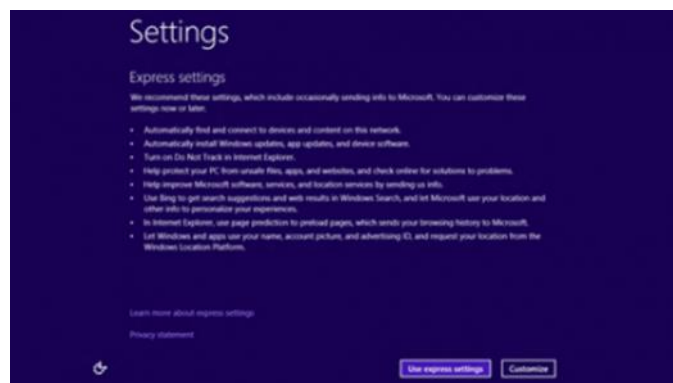 Settings
Express settings
We recommend these settings, which include occasionally sending info to Microsoft. You can customize these
settings now or later.
• Automatically find and connect to devices and content on this network.
• Automatically install Windows updates, app updates, and device software.
• Turn on Do Not Track in Internet Explorer.
• Help protect your PC from unsafe files, apps, and websites, and check online for solutions to problems.
• Help improve Microsoft software, services, and location services by sending us info.
• Use Bing to get search suggestions and web results in Windows Search, and let Microsoft use your location and
other info to personalize your experiences.
• In Internet Explorer, use page prediction to preload pages, which sends your browsing history to Microsoft.
• Let Windows and apps use your name, account picture, and advertising ID, and request your location from the
Windows Location Platform.
Learn more about express settings
Privacy statement
Use express settings Customize